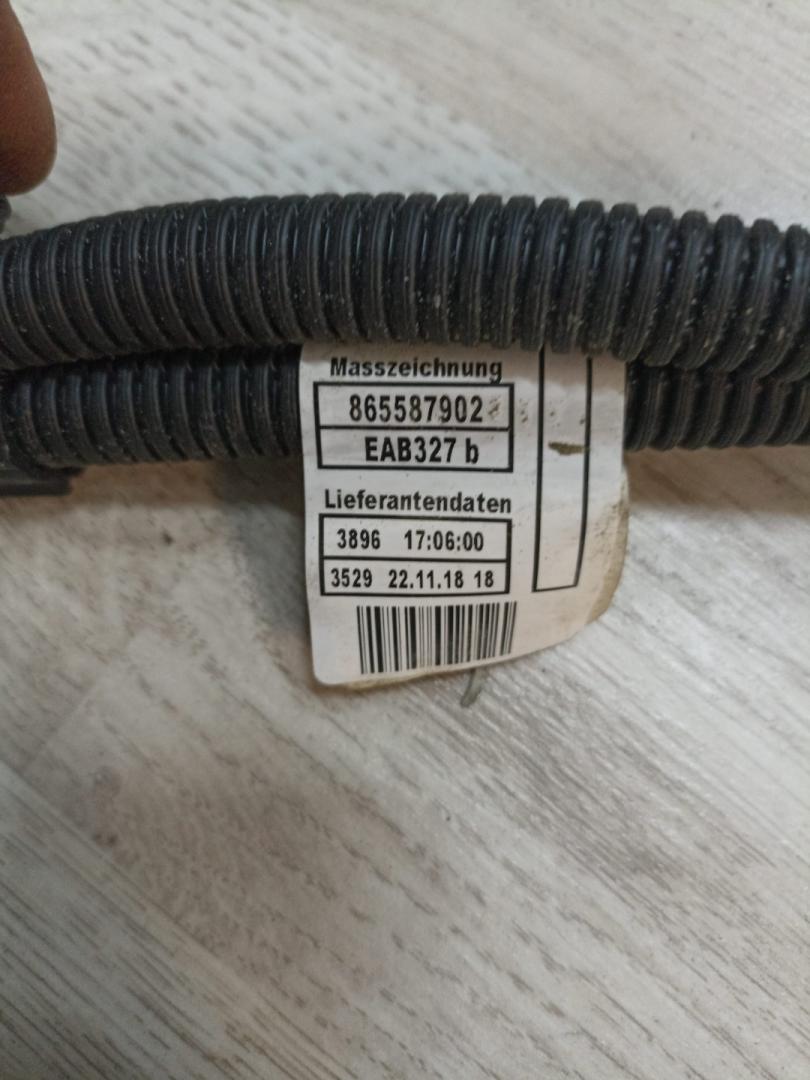 Masszeichnung
865587902
EAB327 b
Lieferantendaten
3896 17:06:00
3529 22.11.18 18